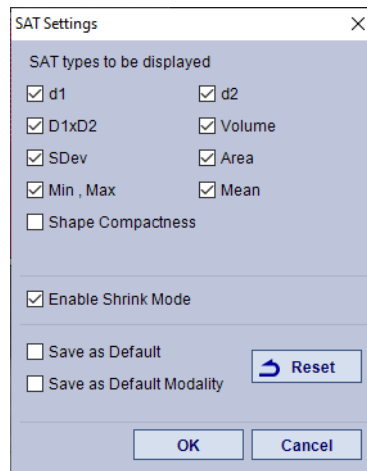 SAT Settings
SAT types to be displayed
d1 d2
D1xD2 Volume
SDev Area
Min , Max Mean
Shape Compactness
Enable Shrink Mode
Save as Default
Reset
Save as Default Modality
OK Cancel